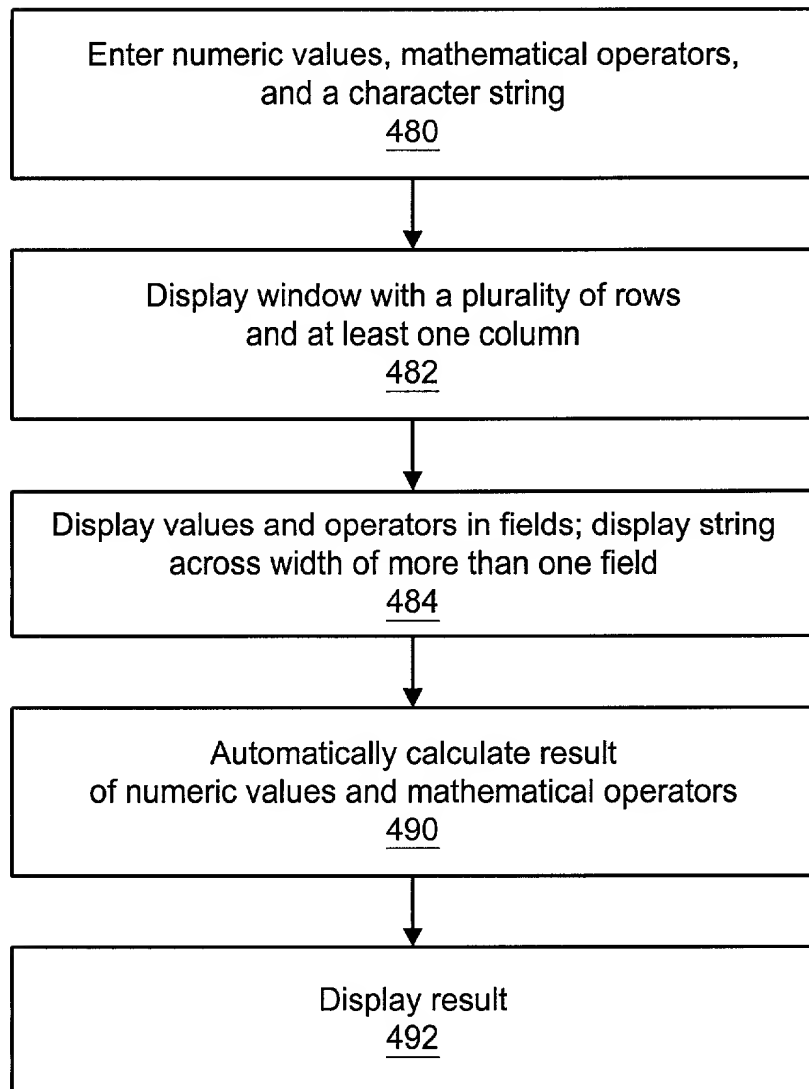 Enter numeric values, mathematical operators,
and a character string
480
Display window with a plurality of rows
and at least one column
482
Display values and operators in fields; display string
across width of more than one field
484
Automatically calculate result
of numeric values and mathematical operators
490
Display result
492